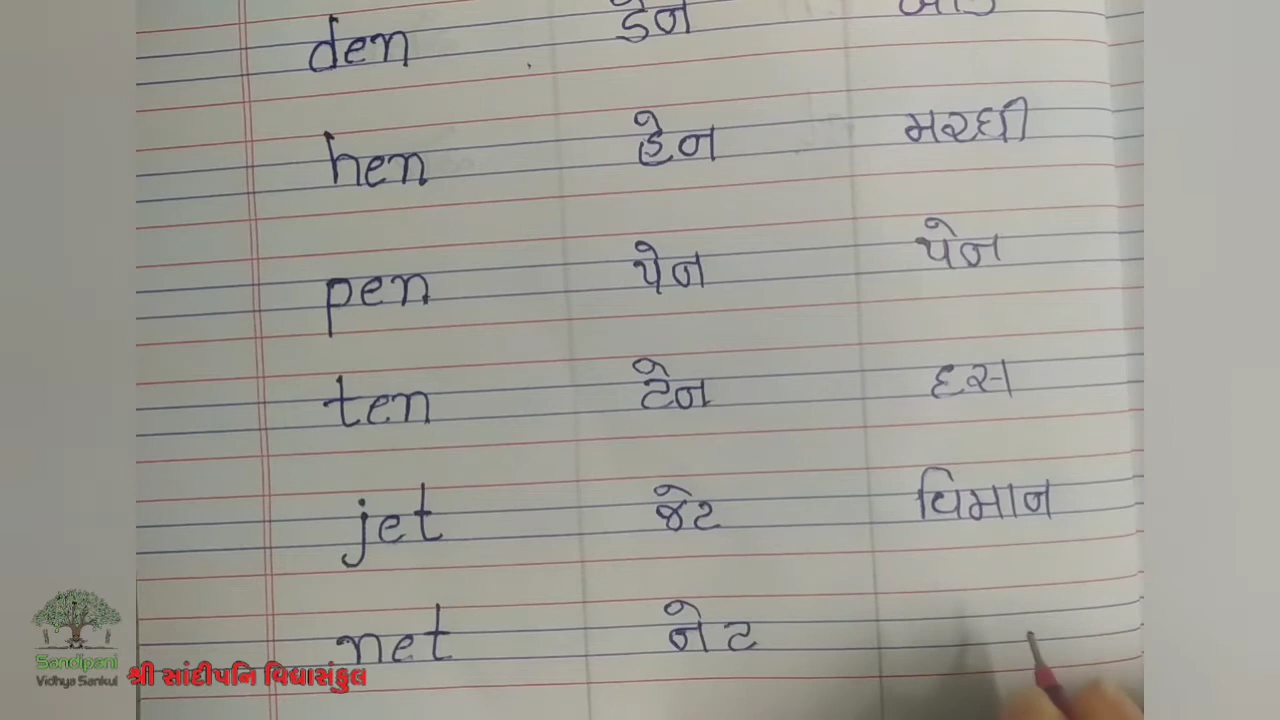 den ડેન
hen હેન મરઘી
pen પેન પેન
ten ટેન દસ
jet જેટ વિમાન
net નેટ
Sandipani
Vidhya Sankul
શ્રી સાંદીપનિ વિદ્યાસંકુલ